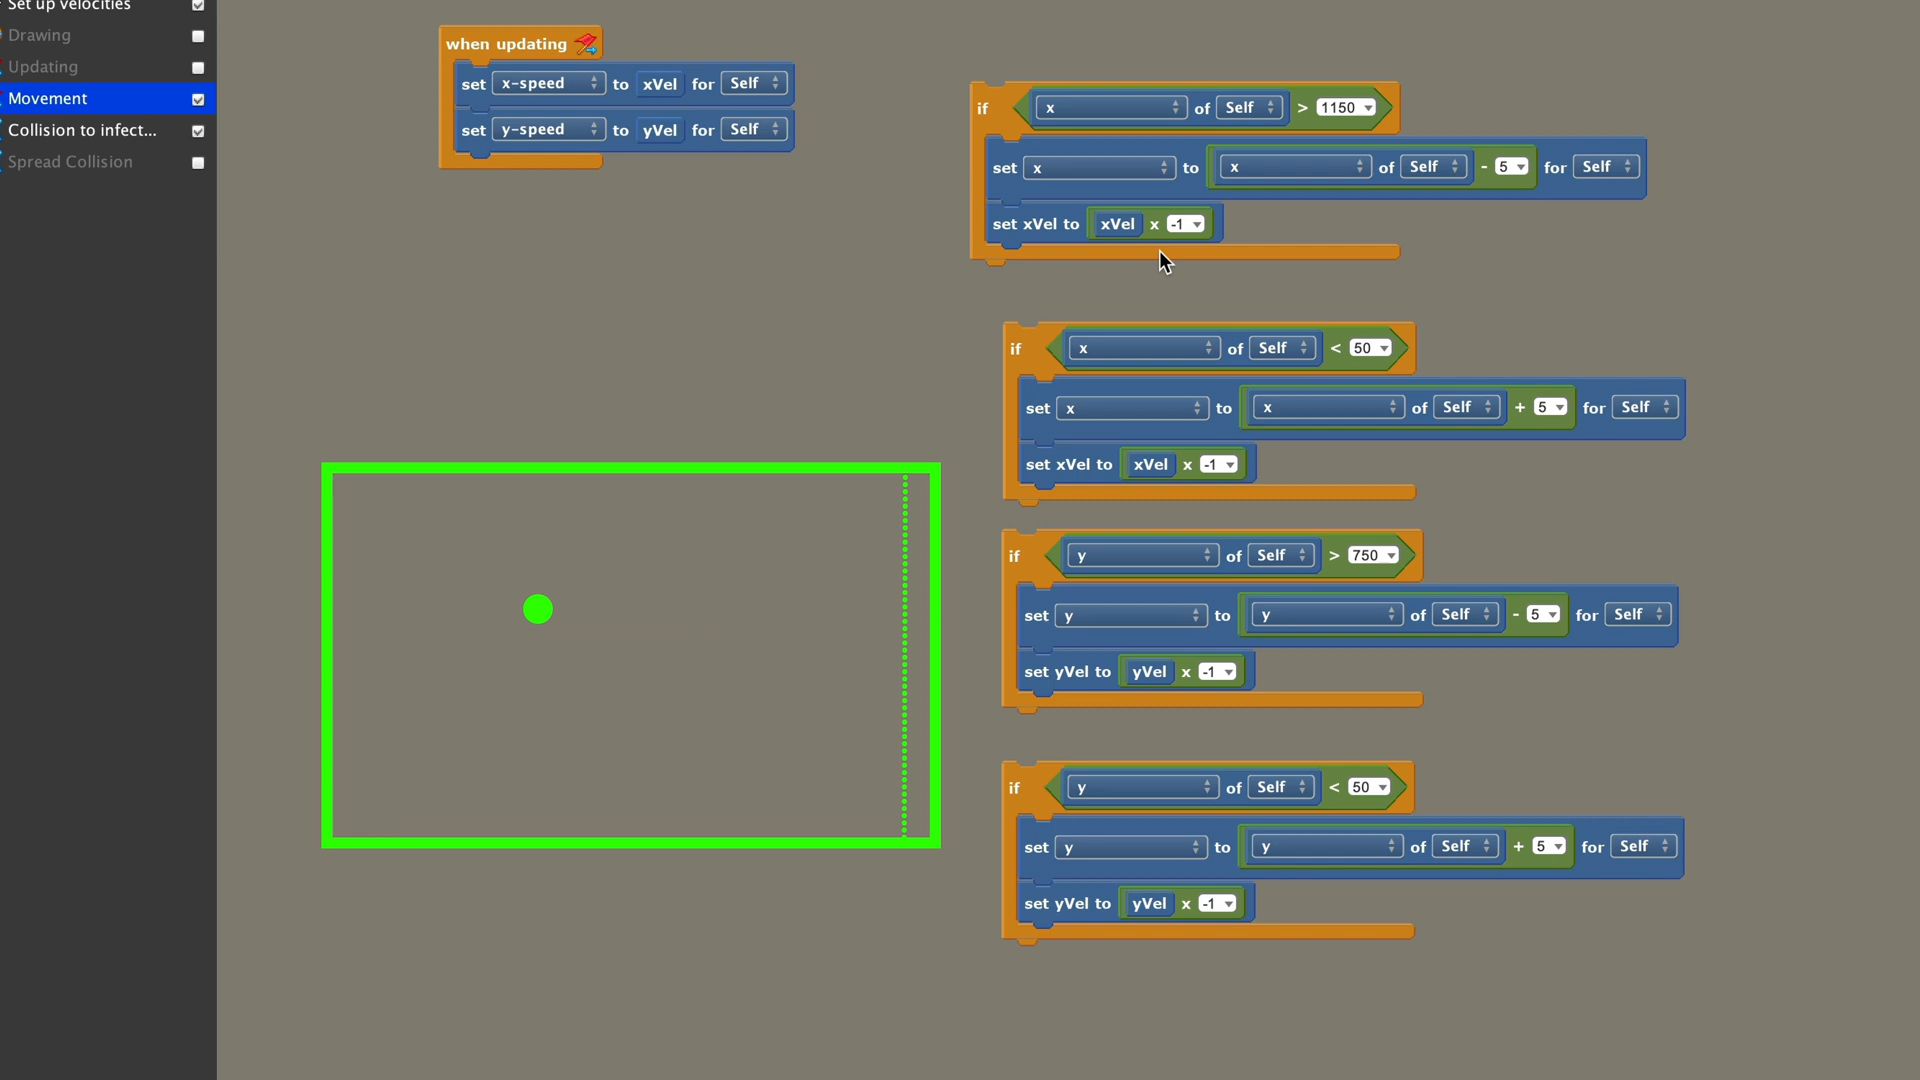 Set up velocities
Drawing
Updating
Movement
Collision to infect...
Spread Collision
when updating
set x-speed to xVel for Self
set y-speed to yVel for Self
if x of Self > 1150
set x to x of Self - 5 for Self
set xVel to xVel x -1
if x of Self < 50
set x to x of Self + 5 for Self
set xVel to xVel x -1
if y of Self > 750
set y to y of Self - 5 for Self
set yVel to yVel x -1
if y of Self < 50
set y to y of Self + 5 for Self
set yVel to yVel x -1